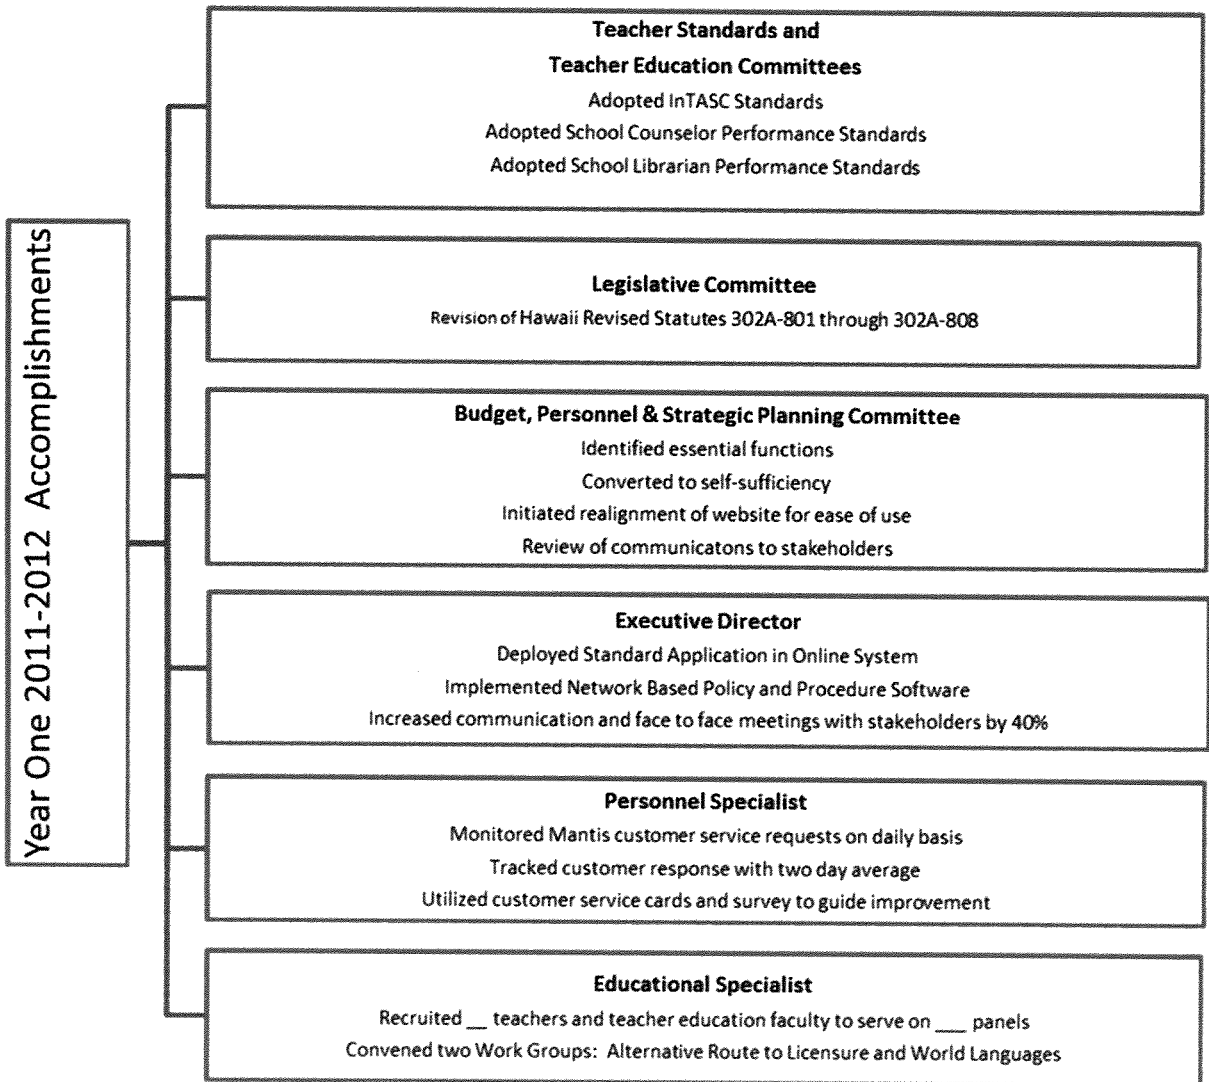 Year One 2011-2012 Accomplishments
Teacher Standards and
Teacher Education Committees
Adopted InTASC Standards
Adopted School Counselor Performance Standards
Adopted School Librarian Performance Standards
Legislative Committee
Revision of Hawaii Revised Statutes 302A-801 through 302A-808
Budget, Personnel & Strategic Planning Committee
Identified essential functions
Converted to self-sufficiency
Initiated realignment of website for ease of use
Review of communicatons to stakeholders
Executive Director
Deployed Standard Application in Online System
Implemented Network Based Policy and Procedure Software
Increased communication and face to face meetings with stakeholders by 40%
Personnel Specialist
Monitored Mantis customer service requests on daily basis
Tracked customer response with two day average
Utilized customer service cards and survey to guide improvement
Educational Specialist
Recruited __ teachers and teacher education faculty to serve on ___ panels
Convened two Work Groups: Alternative Route to Licensure and World Languages